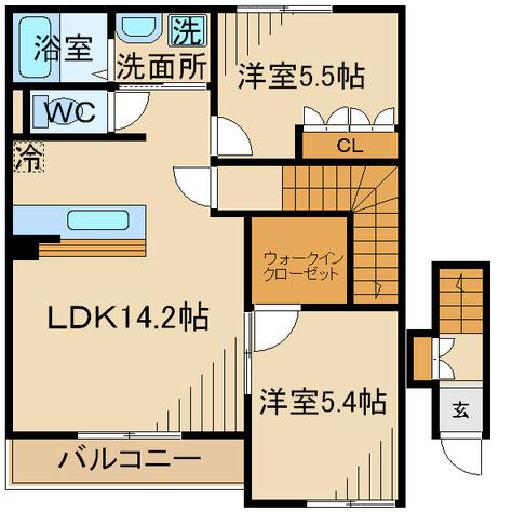 浴室
洗
洗面所
洋室5.5帖
WC
CL
冷
ウォークイン
クローゼット
LDK14.2帖
洋室5.4帖
玄
バルコニー